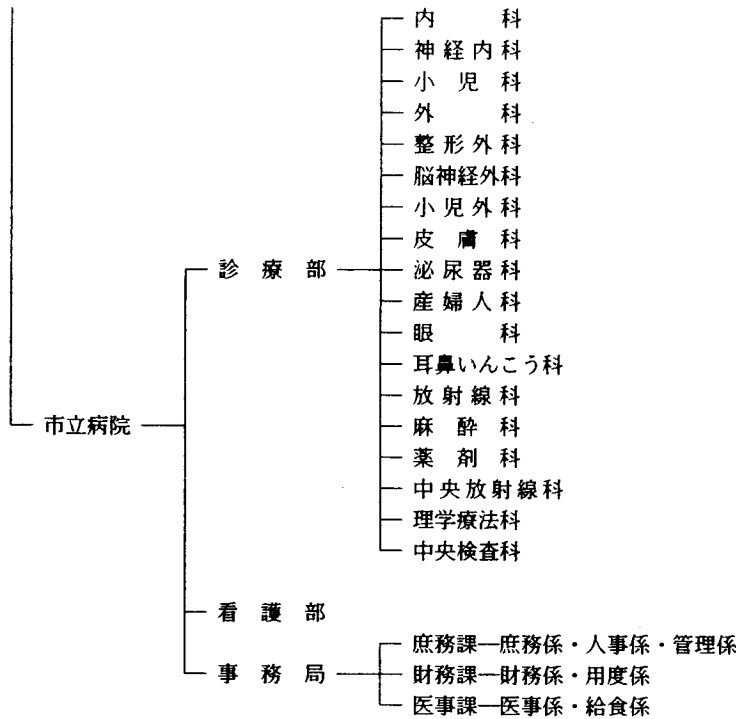 内科
神経内科
小児科
外科
整形外科
脳神経外科
小児外科
皮膚科
診療部
泌尿器科
産婦人科
眼科
耳鼻いんこう科
放射線科
市立病院
麻酔科
薬剤科
中央放射線科
理学療法科
中央検査科
看護部
庶務課―庶務係・人事係・管理係
事務局
財務課―財務係・用度係
医事課―医事係・給食係